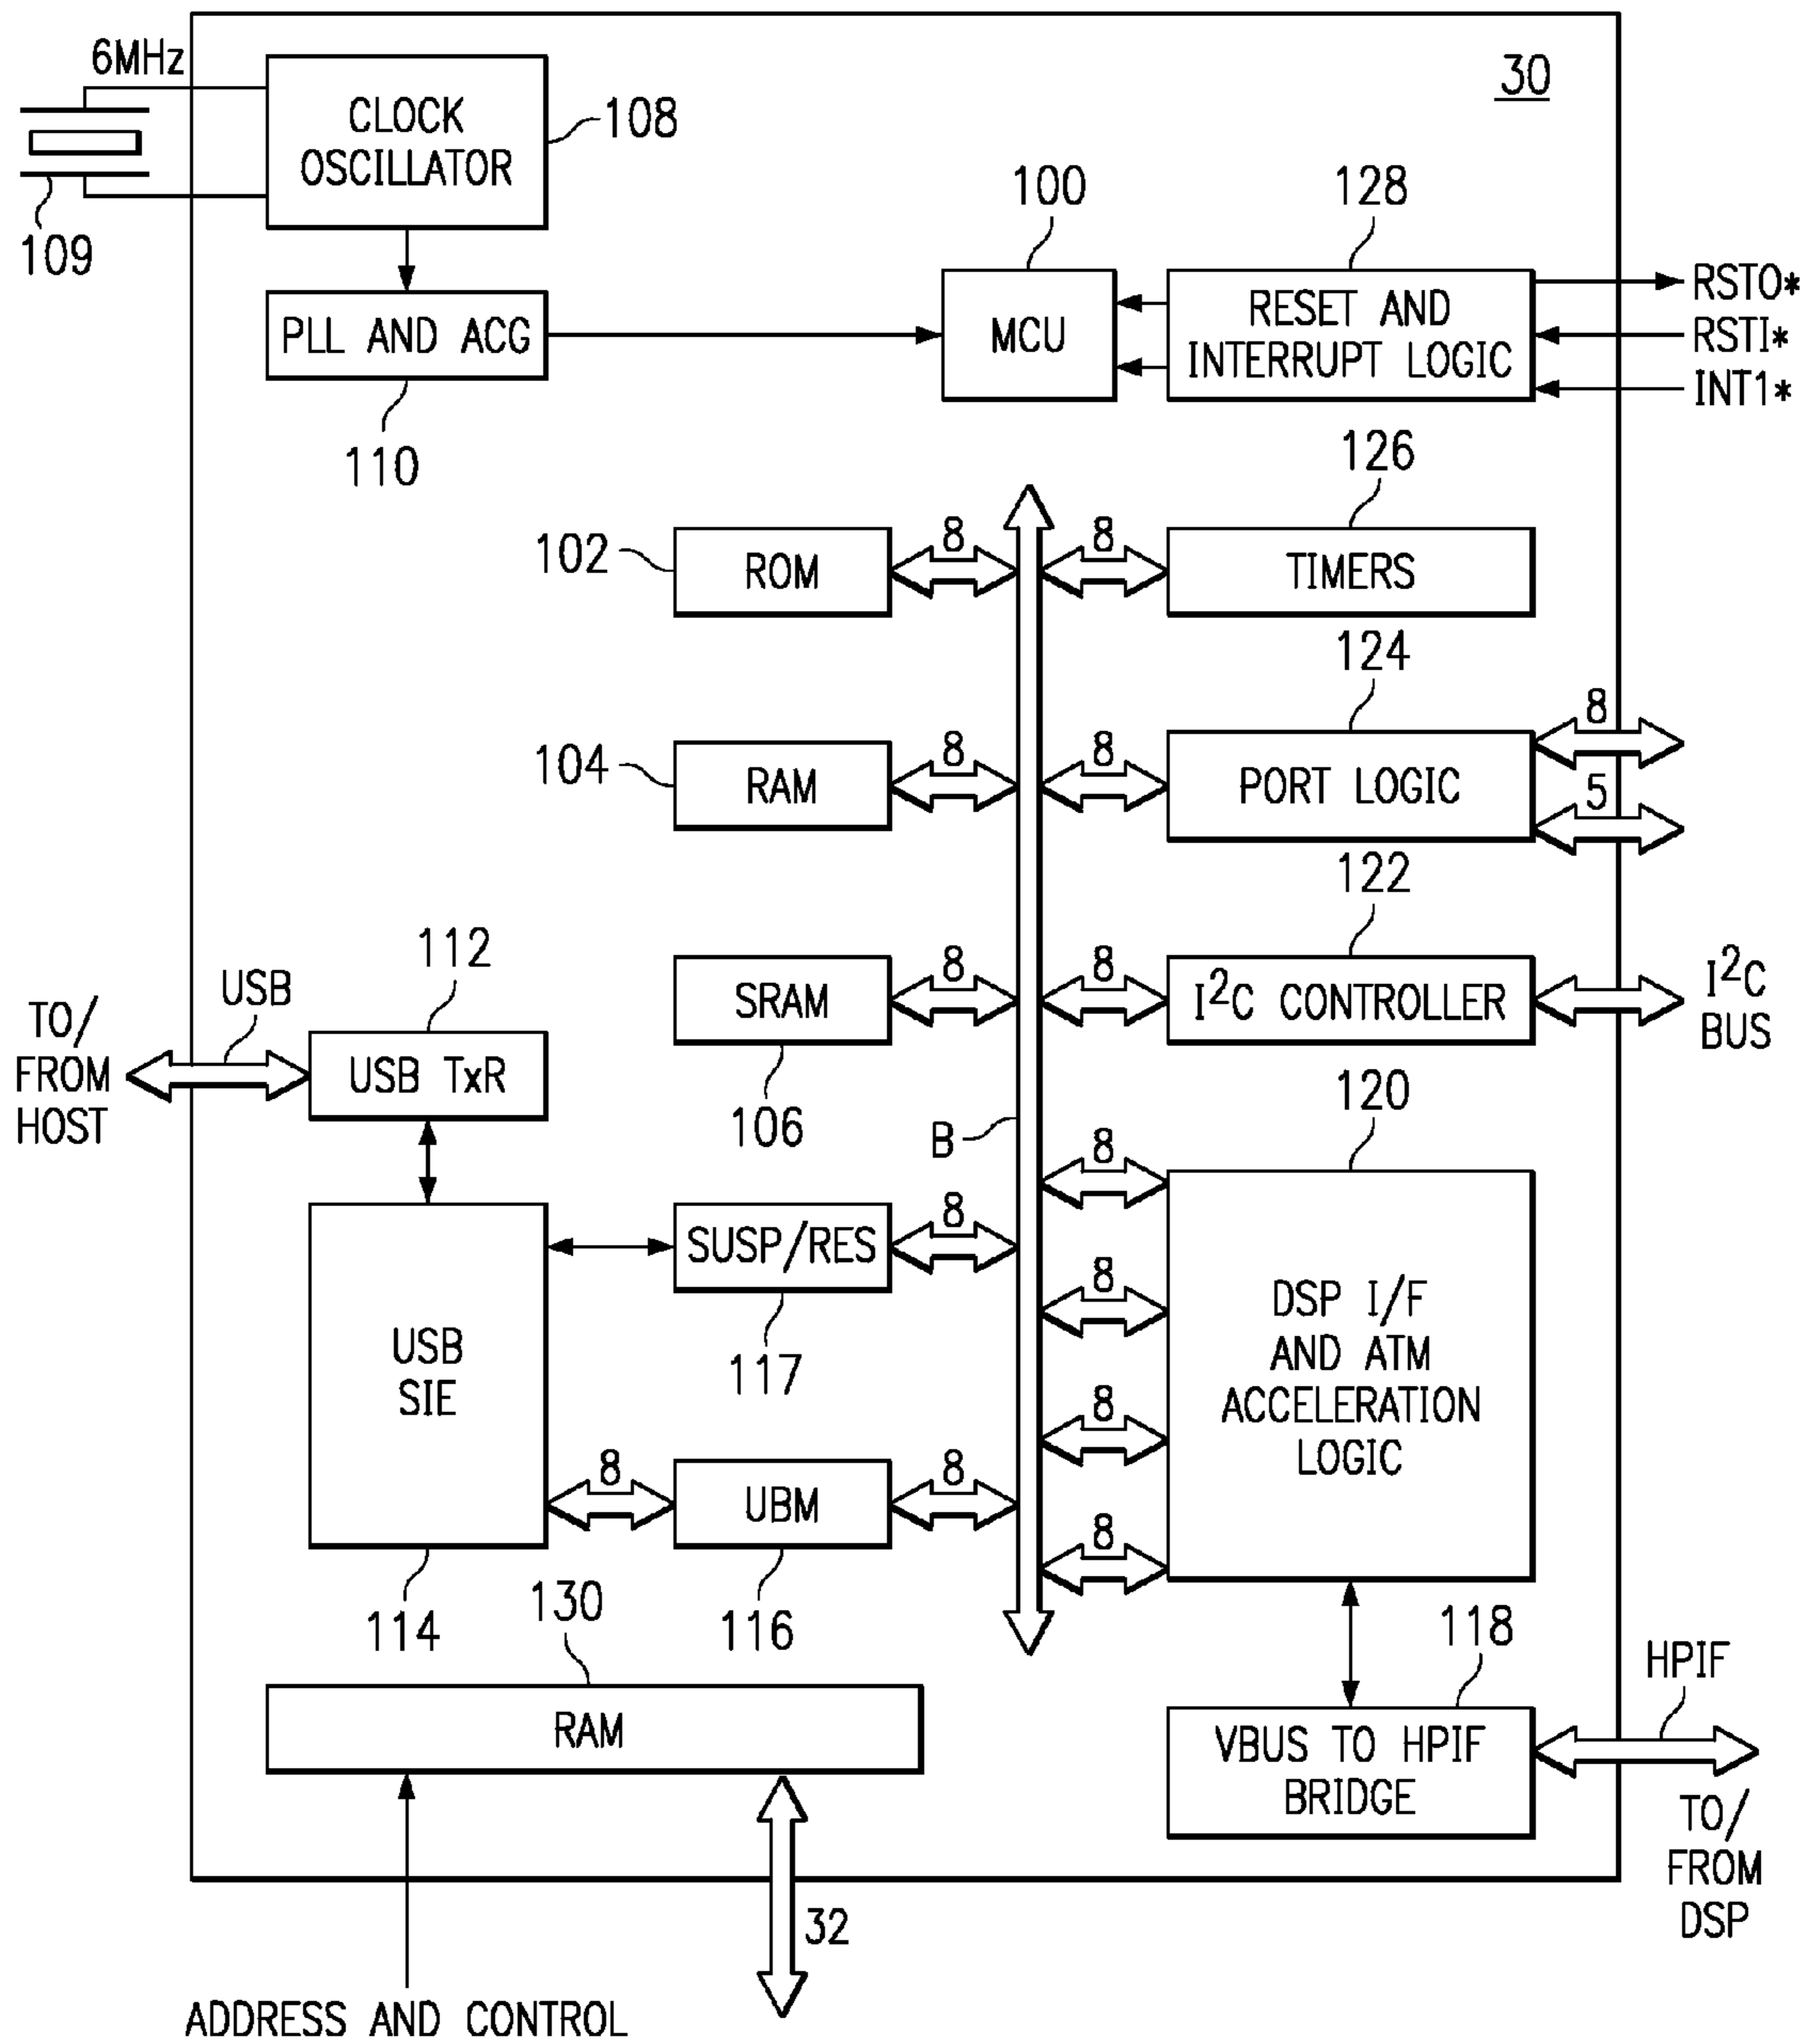 30
6MHz
CLOCK
OSCILLATOR
108
109
PLL AND ACG
110
100
MCU
128
RESET AND
INTERRUPT LOGIC
RSTO*
RSTI*
INT1*
126
102
ROM
8
8
TIMERS
124
104
RAM
8
8
PORT LOGIC
8
5
122
SRAM
8
8
I²C CONTROLLER
I²C
BUS
106
112
USB
TO/
FROM
HOST
USB TxR
B
120
8
8
8
8
DSP I/F
AND ATM
ACCELERATION
LOGIC
SUSP/RES
8
117
USB
SIE
8
UBM
8
114
116
130
RAM
118
VBUS TO HPIF
BRIDGE
HPIF
TO/
FROM
DSP
32
ADDRESS AND CONTROL